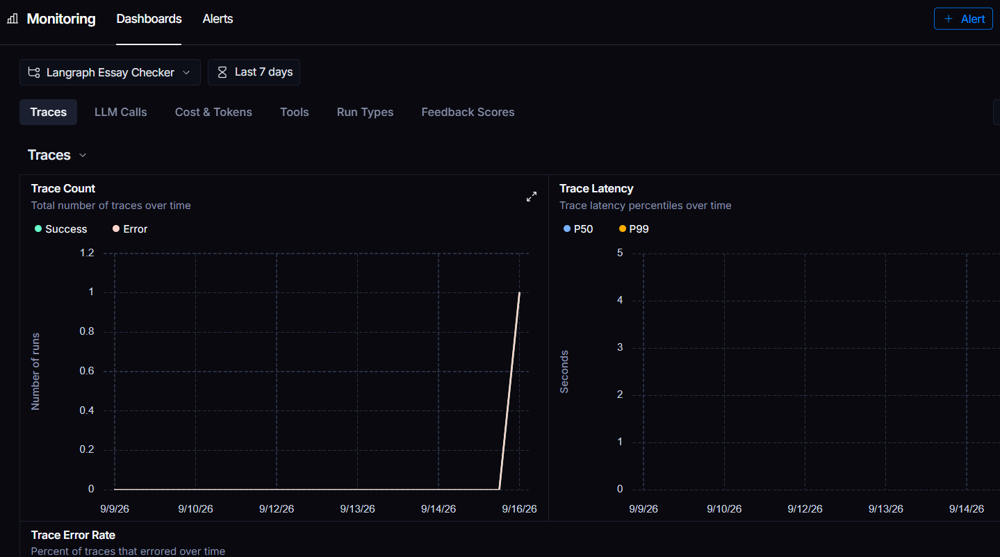 Monitoring Dashboards Alerts + Alert
Langraph Essay Checker Last 7 days
Traces LLM Calls Cost & Tokens Tools Run Types Feedback Scores
Traces
Trace Count
Total number of traces over time
Success Error
1.2
1
0.8
0.6
0.4
0.2
0
Number of runs
9/9/26 9/10/26 9/12/26 9/13/26 9/14/26 9/16/26
Trace Latency
Trace latency percentiles over time
P50 P99
5
4
3
2
1
0
Seconds
9/9/26 9/10/26 9/12/26 9/13/26 9/14/26
Trace Error Rate
Percent of traces that errored over time